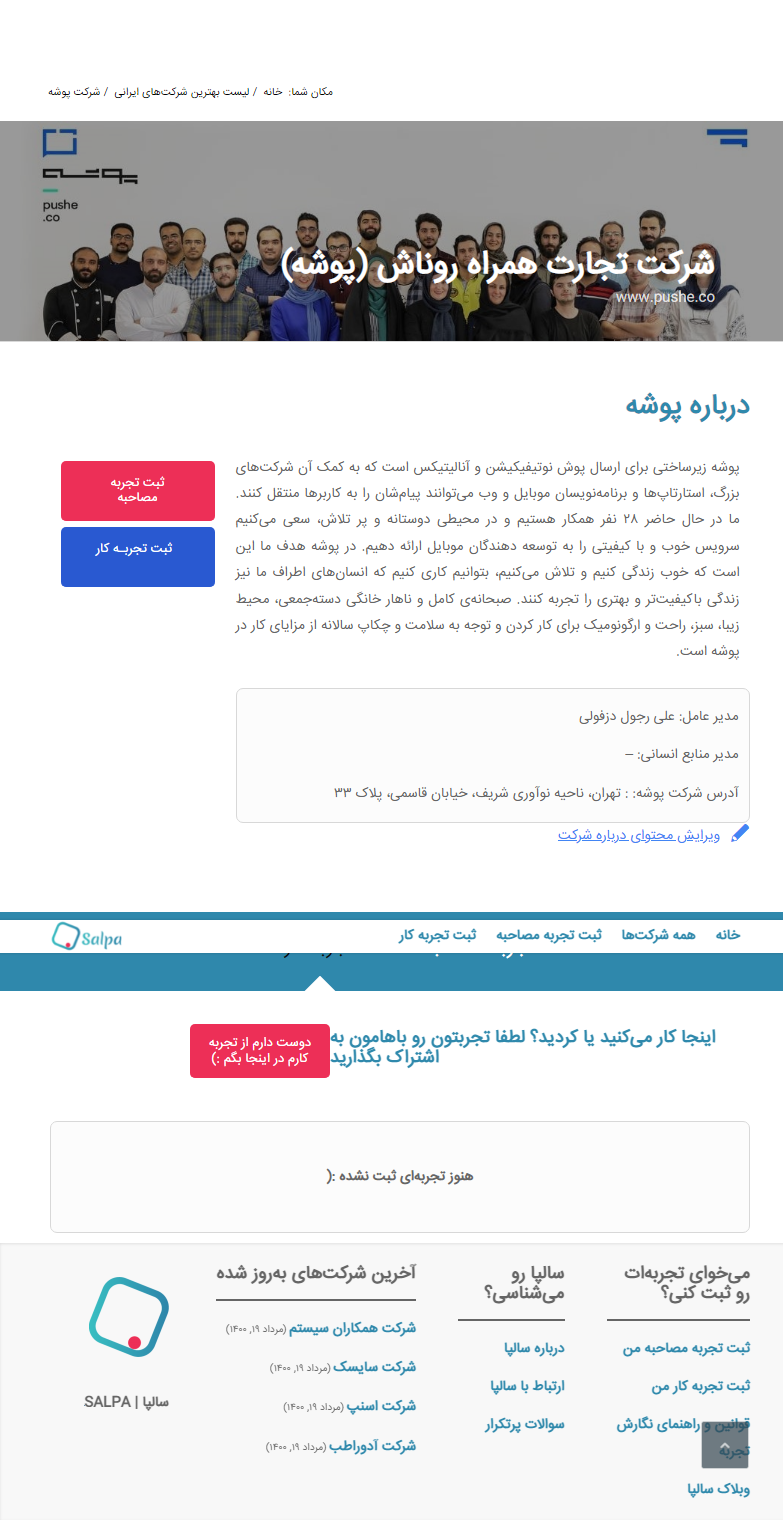 مکان شما: خانه / لیست بهترین شرکت‌های ایرانی / شرکت پوشه
پوشه
pushe
.co
شرکت تجارت همراه روناش (پوشه)
www.pushe.co
درباره پوشه
پوشه زیرساختی برای ارسال پوش نوتیفیکیشن و آنالیتیکس است که به کمک آن شرکت‌های
بزرگ، استارتاپ‌ها و برنامه‌نویسان موبایل و وب می‌توانند پیام‌شان را به کاربرها منتقل کنند.
ما در حال حاضر ۲۸ نفر همکار هستیم و در محیطی دوستانه و پر تلاش، سعی می‌کنیم
سرویس خوب و با کیفیتی را به توسعه دهندگان موبایل ارائه دهیم. در پوشه هدف ما این
است که خوب زندگی کنیم و تلاش می‌کنیم، بتوانیم کاری کنیم که انسان‌های اطراف ما نیز
زندگی باکیفیت‌تر و بهتری را تجربه کنند. صبحانه‌ی کامل و ناهار خانگی دسته‌جمعی، محیط
زیبا، سبز، راحت و ارگونومیک برای کار کردن و توجه به سلامت و چکاپ سالانه از مزایای کار در
پوشه است.
ثبت تجربه
مصاحبه
ثبت تجربـه کار
مدیر عامل: علی رجول دزفولی
مدیر منابع انسانی: –
آدرس شرکت پوشه: : تهران، ناحیه نوآوری شریف، خیابان قاسمی، پلاک ۳۳
ویرایش محتوای درباره شرکت
خانه همه شرکت‌ها ثبت تجربه مصاحبه ثبت تجربه کار
Salpa
اینجا کار می‌کنید یا کردید؟ لطفا تجربتون رو باهامون به
اشتراک بگذارید
دوست دارم از تجربه
کارم در اینجا بگم :)
هنوز تجربه‌ای ثبت نشده :(
می‌خوای تجربه‌ات
رو ثبت کنی؟
ثبت تجربه مصاحبه من
ثبت تجربه کار من
قوانین و راهنمای نگارش
تجربه
وبلاک سالپا
سالپا رو
می‌شناسی؟
درباره سالپا
ارتباط با سالپا
سوالات پرتکرار
آخرین شرکت‌های به‌روز شده
شرکت همکاران سیستم (مرداد ۱۹, ۱۴۰۰)
شرکت سایسک (مرداد ۱۹, ۱۴۰۰)
شرکت اسنپ (مرداد ۱۹, ۱۴۰۰)
شرکت آدوراطب (مرداد ۱۹, ۱۴۰۰)
سالپا | SALPA